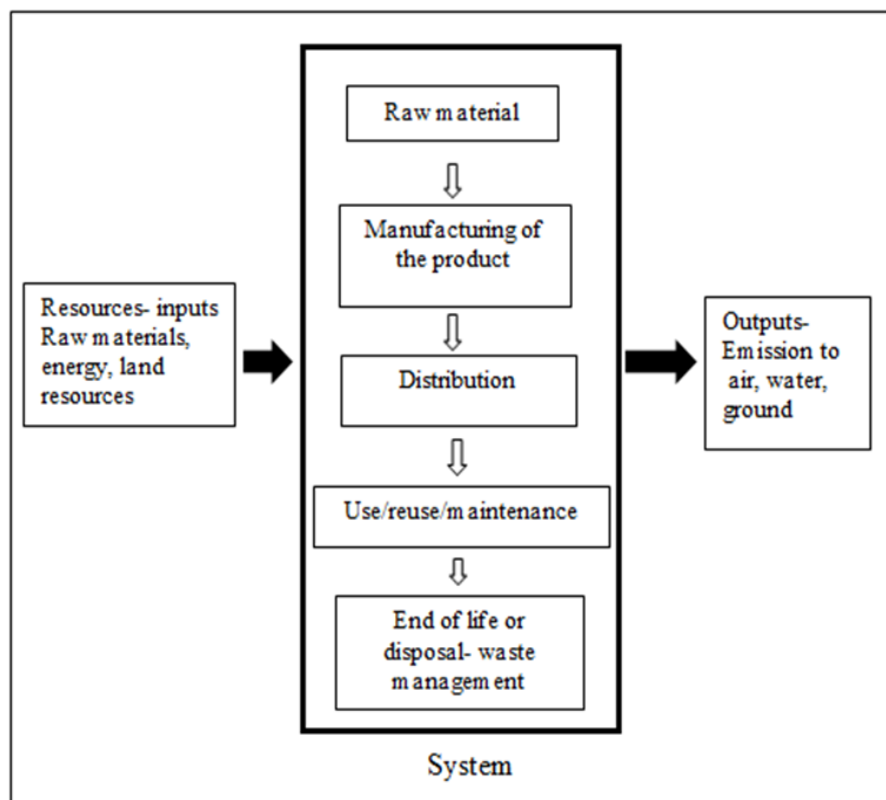 Raw material
Manufacturing of
the product
Resources- inputs
Raw materials,
energy, land
resources
Distribution
Outputs-
Emission to
air, water,
ground
Use/reuse/maintenance
End of life or
disposal- waste
management
System